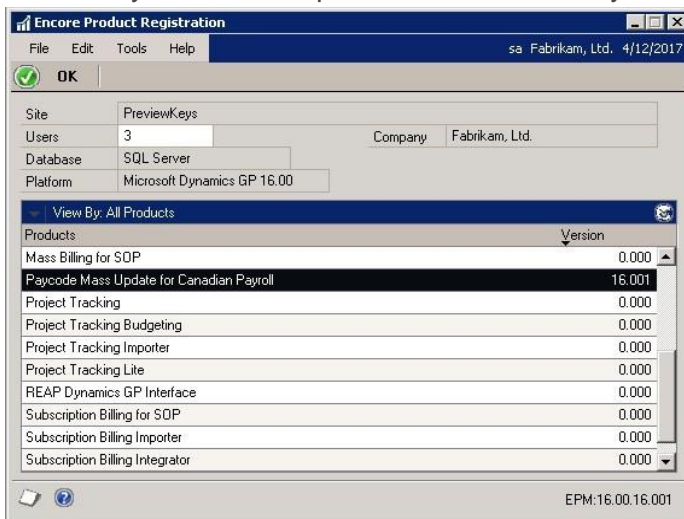 Encore Product Registration
File Edit Tools Help sa Fabrikam, Ltd. 4/12/2017
OK
Site PreviewKeys
Users 3 Company Fabrikam, Ltd.
Database SQL Server
Platform Microsoft Dynamics GP 16.00
View By: All Products
Products Version
Mass Billing for SOP 0.000
Paycode Mass Update for Canadian Payroll 16.001
Project Tracking 0.000
Project Tracking Budgeting 0.000
Project Tracking Importer 0.000
Project Tracking Lite 0.000
REAP Dynamics GP Interface 0.000
Subscription Billing for SOP 0.000
Subscription Billing Importer 0.000
Subscription Billing Integrator 0.000
EPM:16.00.16.001